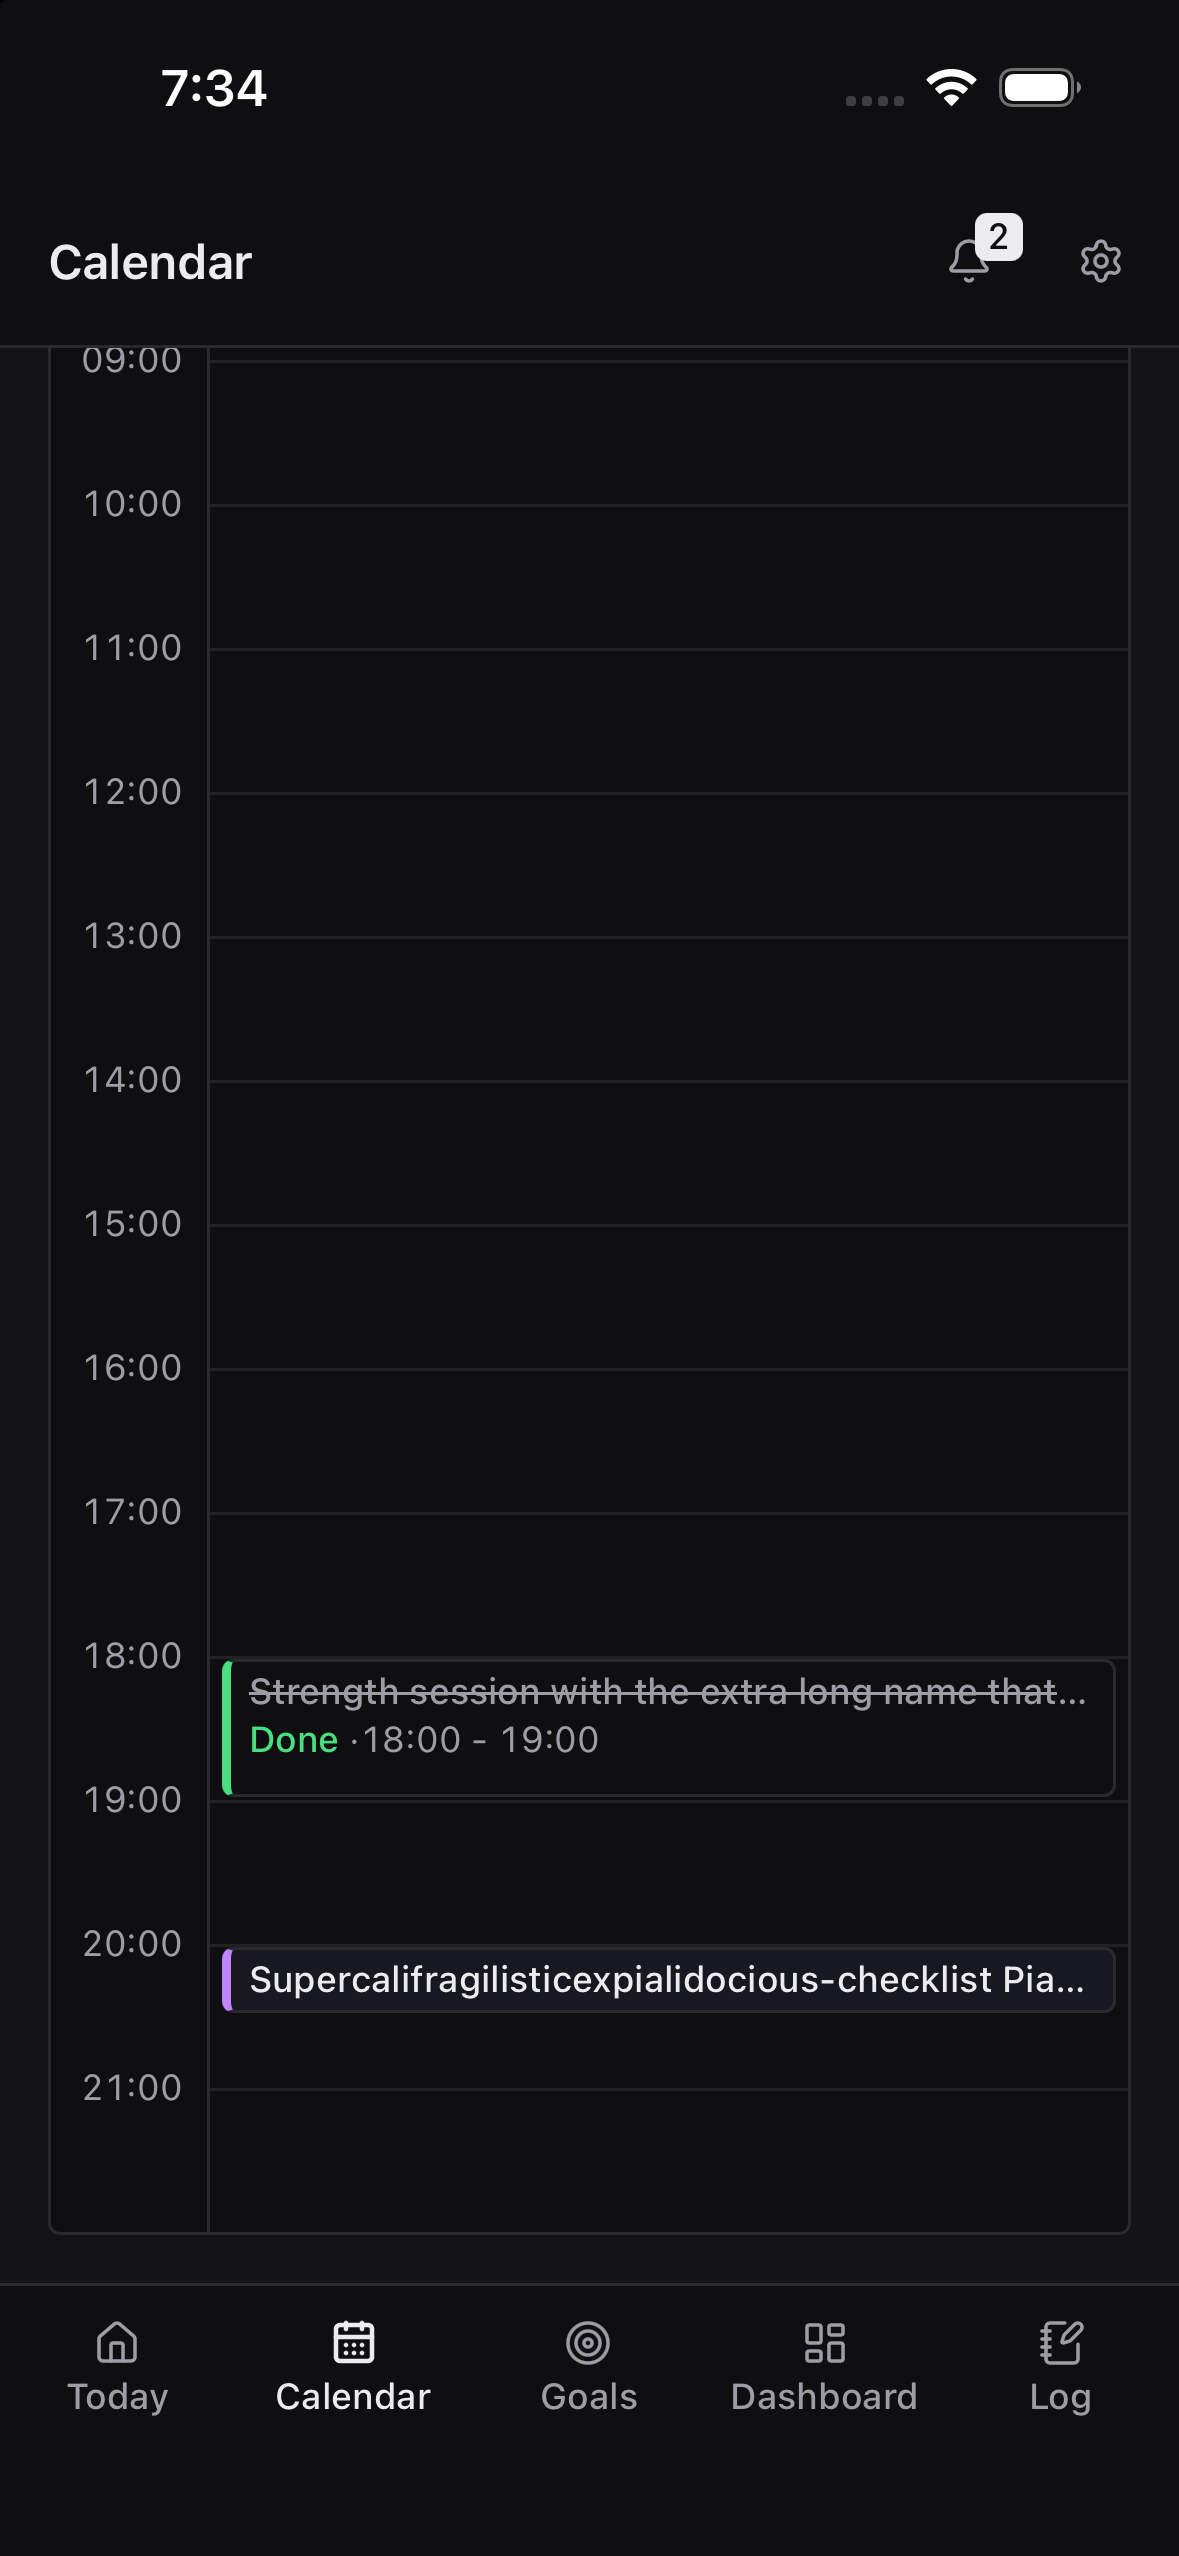 7:34
Calendar
2
09:00
10:00
11:00
12:00
13:00
14:00
15:00
16:00
17:00
18:00
Strength session with the extra long name that...
Done · 18:00 - 19:00
19:00
20:00
Supercalifragilisticexpialidocious-checklist Pia...
21:00
Today
Calendar
Goals
Dashboard
Log